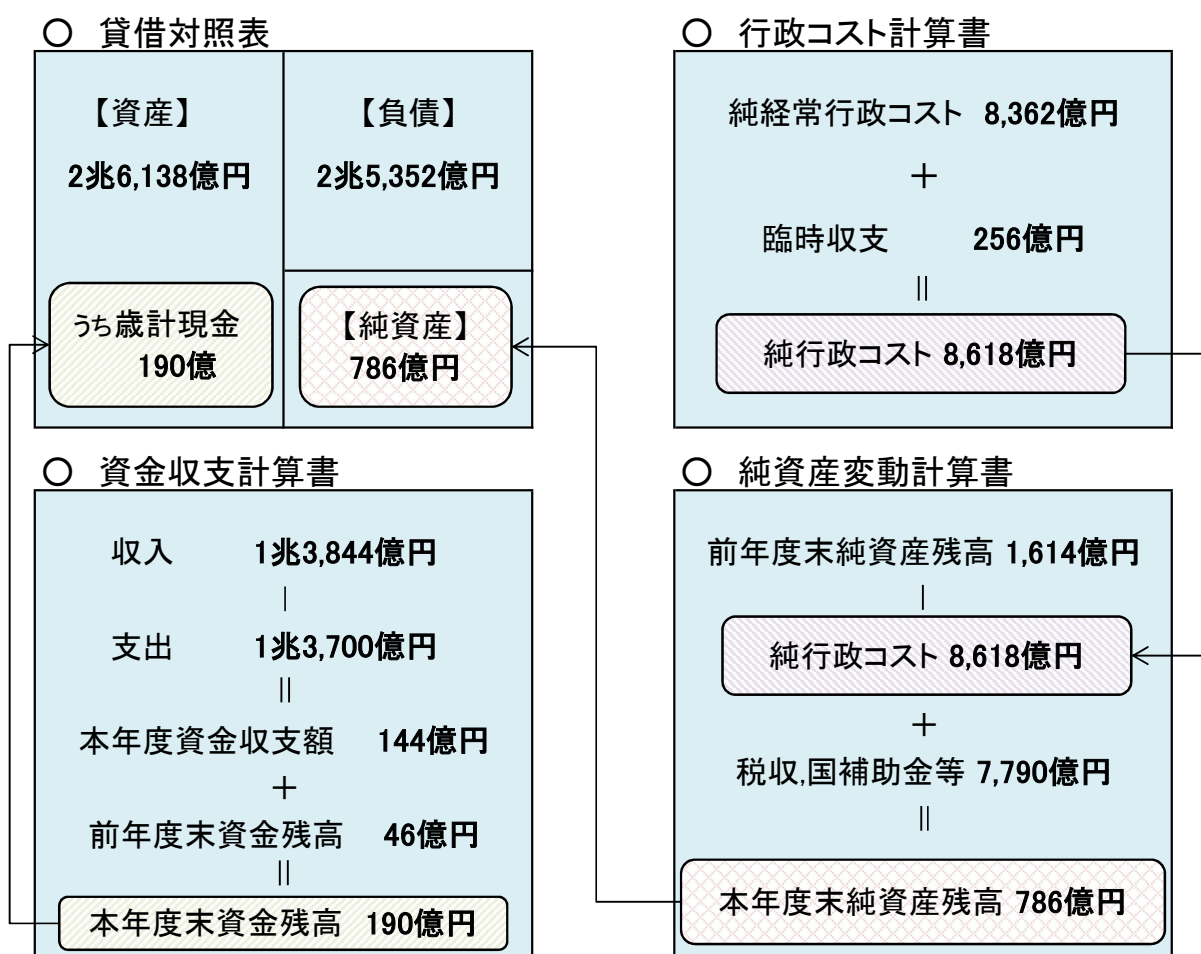 ○ 貸借対照表
【資産】
2兆6,138億円
【負債】
2兆5,352億円
うち歳計現金
190億
【純資産】
786億円
○ 行政コスト計算書
純経常行政コスト 8,362億円
＋
臨時収支 256億円
||
純行政コスト 8,618億円
○ 資金収支計算書
収入 1兆3,844億円
|
支出 1兆3,700億円
||
本年度資金収支額 144億円
＋
前年度末資金残高 46億円
||
本年度末資金残高 190億円
○ 純資産変動計算書
前年度末純資産残高 1,614億円
|
純行政コスト 8,618億円
＋
税収,国補助金等 7,790億円
||
本年度末純資産残高 786億円